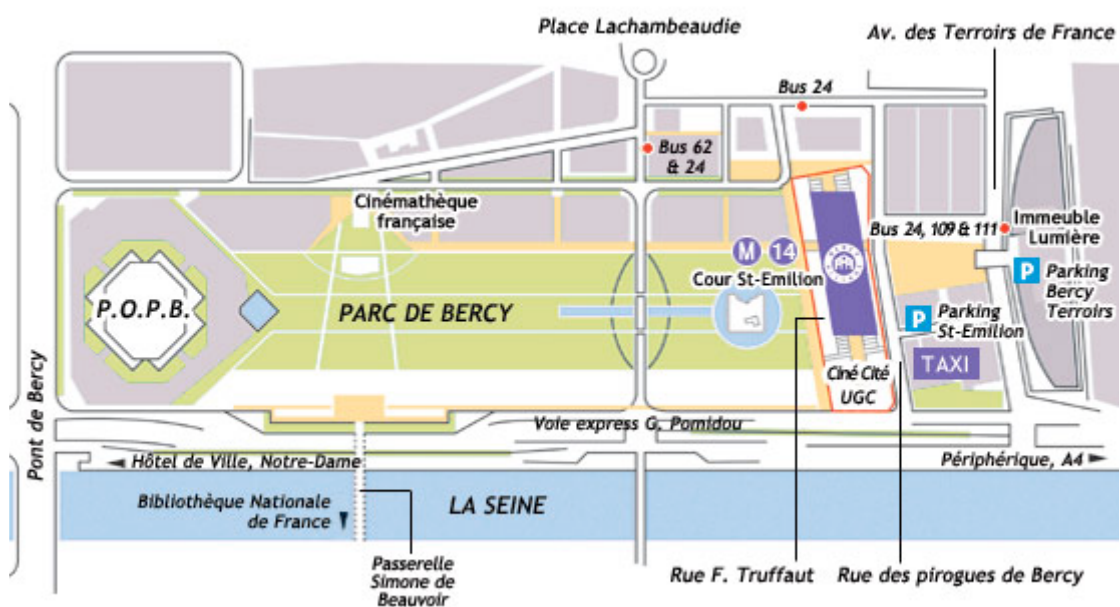 Place Lachambeaudie
Av. des Terroirs de France
Bus 24
Bus 62
& 24
Cinémathèque
française
Bus 24, 109 & 111
Immeuble
Lumière
M 14
Cour St-Emilion
P
Parking
Bercy
Terroirs
P.O.P.B.
PARC DE BERCY
P
Parking
St-Emilion
TAXI
Ciné Cité
UGC
Pont de Bercy
Voie express G. Pomidou
Hôtel de Ville, Notre-Dame
Périphérique, A4
Bibliothèque Nationale
de France
LA SEINE
Passerelle
Simone de
Beauvoir
Rue F. Truffaut
Rue des pirogues de Bercy